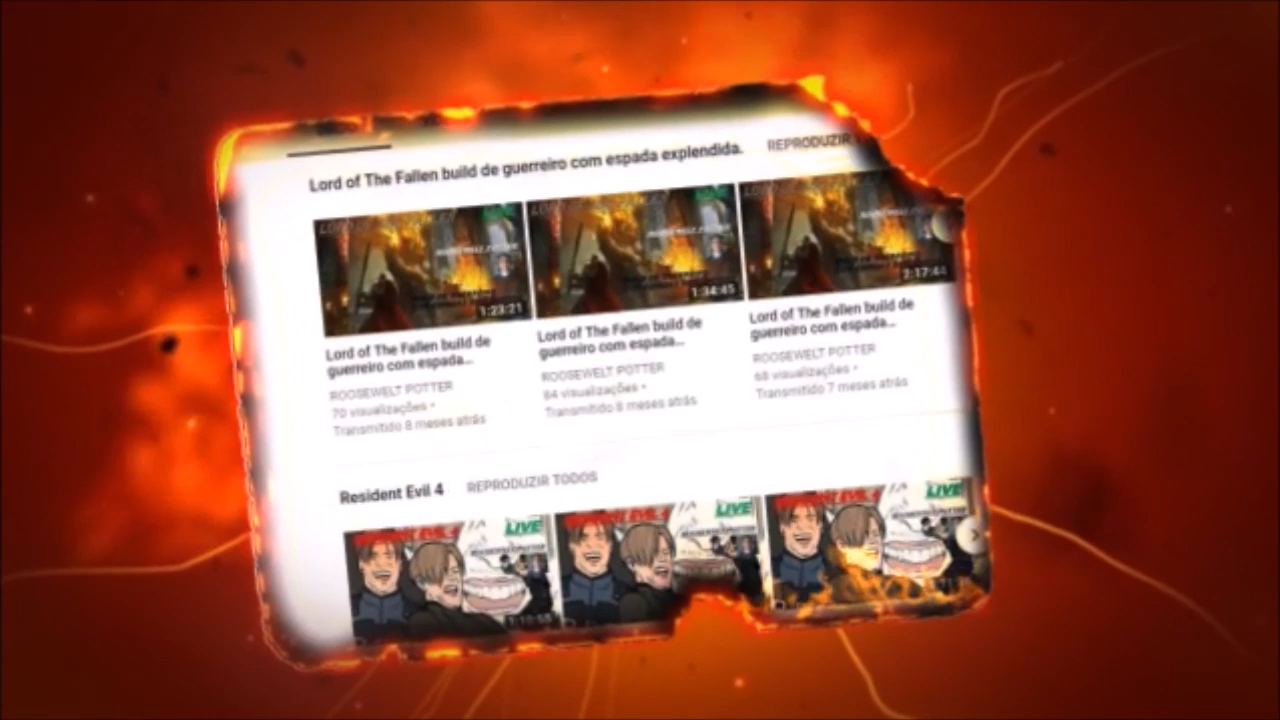 Lord of The Fallen build de guerreiro com espada explendida.
REPRODUZIR
1:23:21
1:34:45
2:17:44
Lord of The Fallen build de
guerreiro com espada...
ROOSEWELT POTTER
70 visualizações •
Transmitido 8 meses atrás
Lord of The Fallen build de
guerreiro com espada...
ROOSEWELT POTTER
84 visualizações •
Transmitido 8 meses atrás
Lord of The Fallen build de
guerreiro com espada...
ROOSEWELT POTTER
68 visualizações •
Transmitido 7 meses atrás
Resident Evil 4
REPRODUZIR TODOS
LIVE
LIVE
LIVE